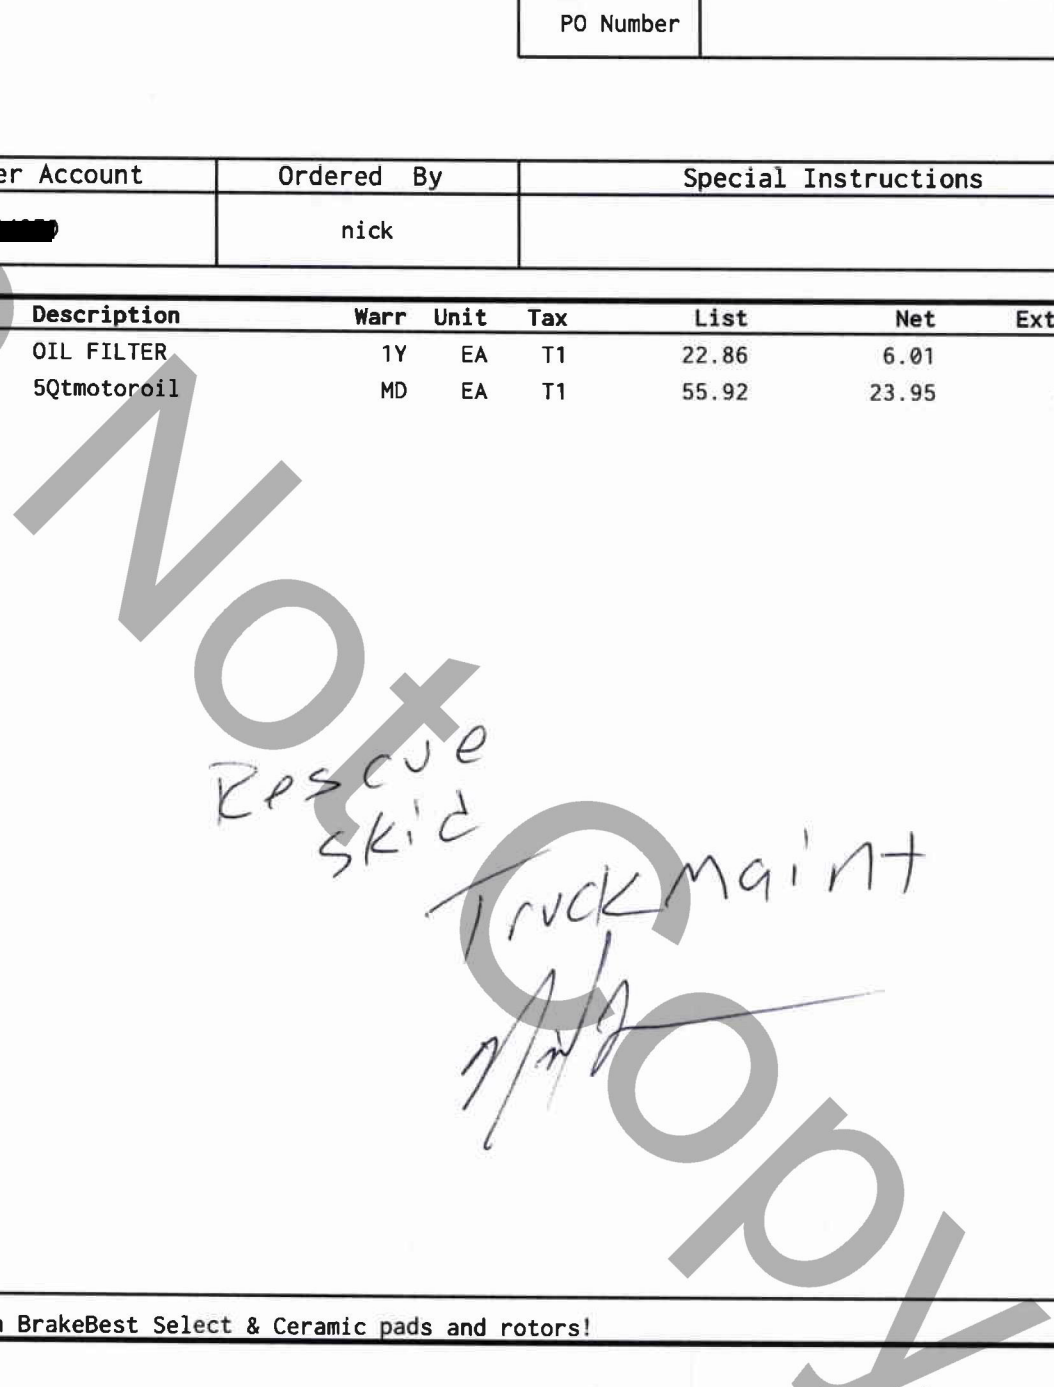 PO Number
er Account Ordered By Special Instructions
nick
Description Warr Unit Tax List Net Ext
OIL FILTER 1Y EA T1 22.86 6.01
5Qtmotoroil MD EA T1 55.92 23.95
Not Copy
Rescue
skid
Truck Maint
BrakeBest Select & Ceramic pads and rotors!